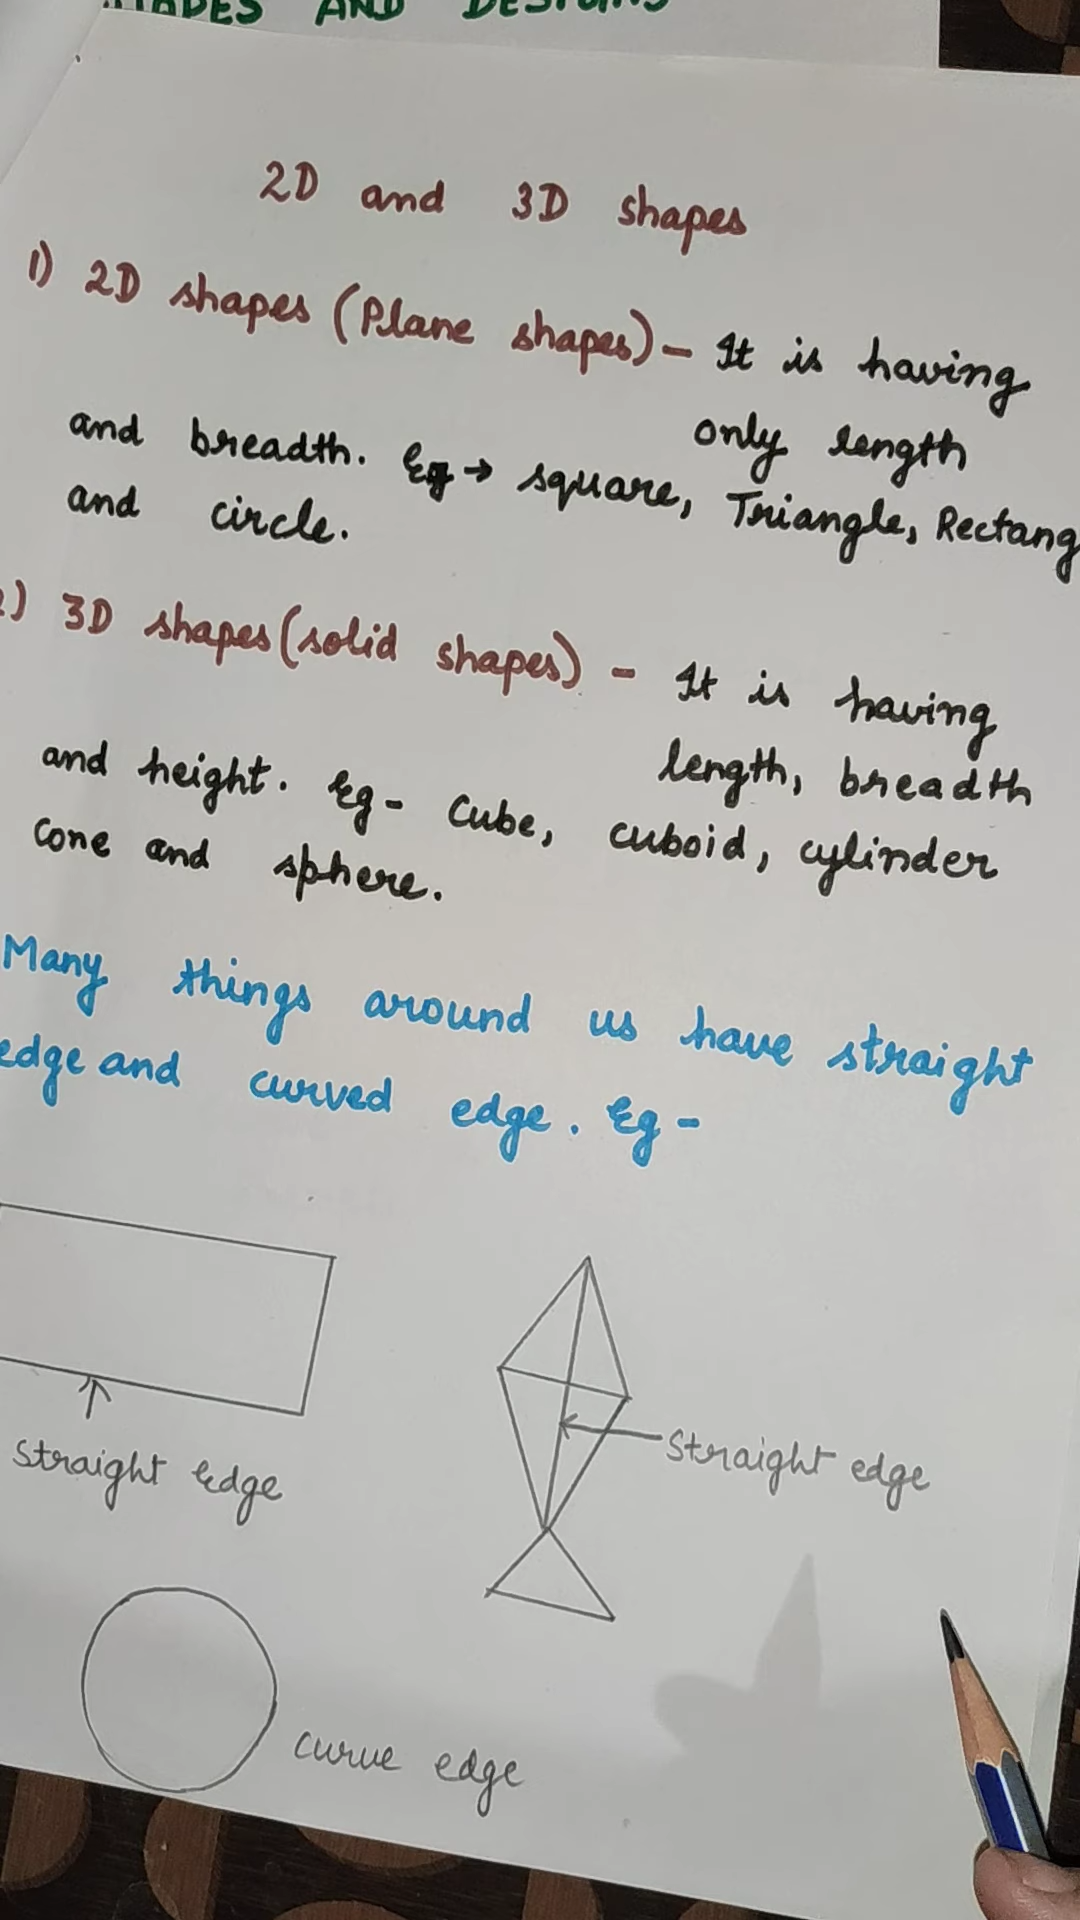 AND DESIGNS
2D and 3D shapes
1) 2D shapes (Plane shapes) - It is having
only length
and breadth. Eg → square, Triangle, Rectang
and circle.
2) 3D shapes (solid shapes) - It is having
length, breadth
and height. Eg - Cube, cuboid, cylinder
cone and sphere.
Many things around us have straight
edge and curved edge. Eg -
Straight edge
Straight Edge
curve edge